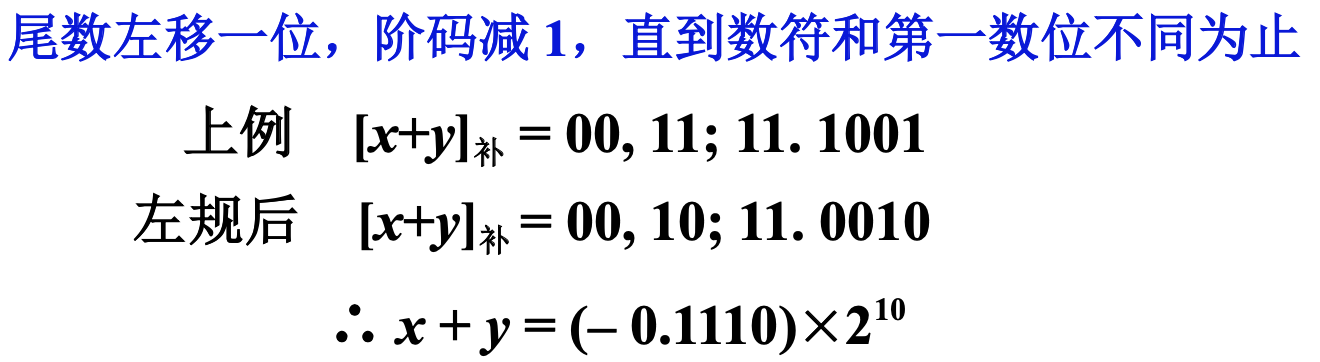 尾数左移一位，阶码减 1，直到数符和第一数位不同为止
上例 [x+y]补 = 00, 11; 11. 1001
左规后 [x+y]补 = 00, 10; 11. 0010
∴ x + y = (– 0.1110)×2^10